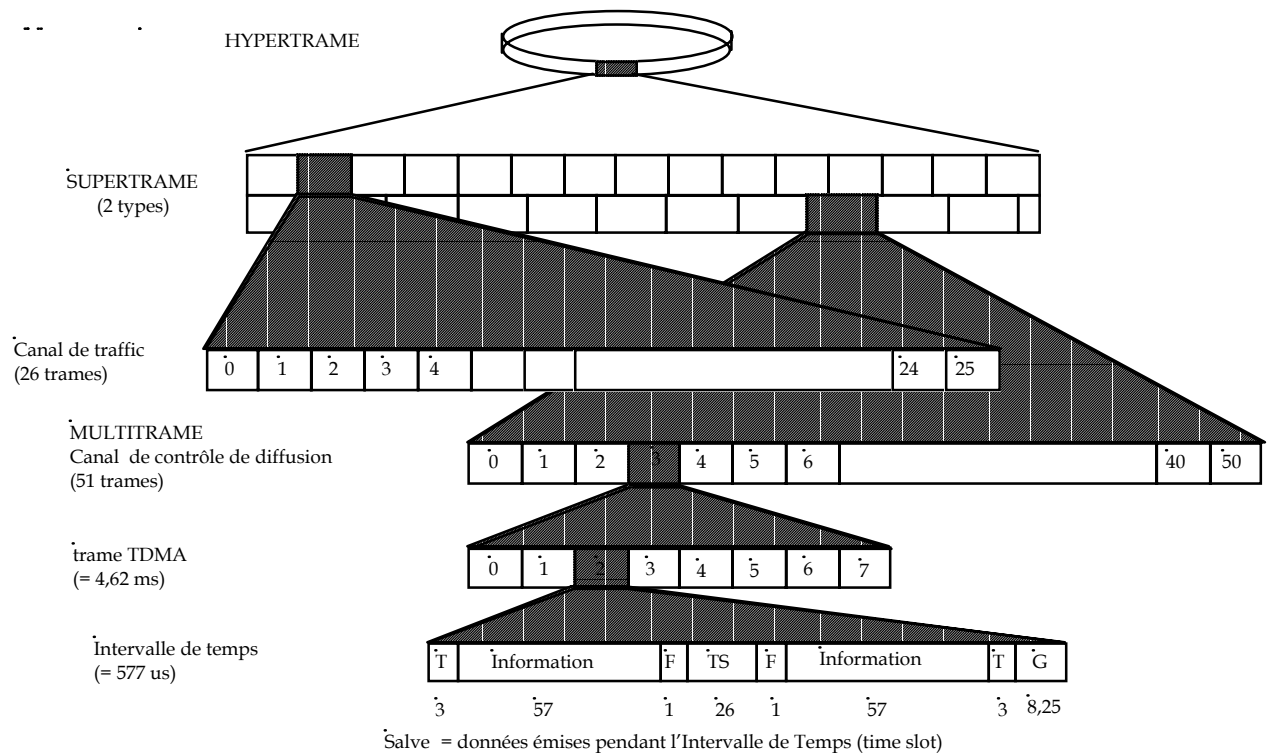 HYPERTRAME
SUPERTRAME
(2 types)
Canal de traffic
(26 trames)
0 1 2 3 4 24 25
MULTITRAME
Canal de contrôle de diffusion
(51 trames)
0 1 2 3 4 5 6 40 50
trame TDMA
(= 4,62 ms)
0 1 2 3 4 5 6 7
Intervalle de temps
(= 577 us)
T Information F TS F Information T G
3 57 1 26 1 57 3 8,25
Salve = données émises pendant l'Intervalle de Temps (time slot)